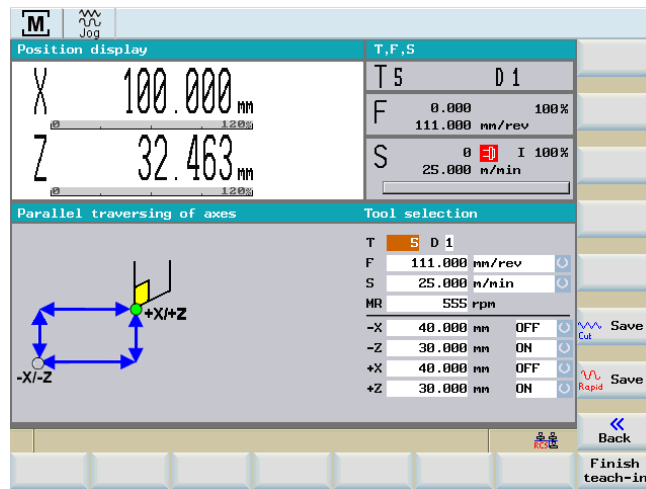 M
Jog
Position display
T,F,S
X 100.000 mm
0 120%
Z 32.463 mm
0 120%
T 5 D 1
F 0.000 100%
111.000 mm/rev
S 0 I 100%
25.000 m/min
Parallel traversing of axes
Tool selection
+X/+Z
-X/-Z
T 5 D 1
F 111.000 mm/rev
S 25.000 m/min
MR 555 rpm
-X 40.000 mm OFF
-Z 30.000 mm ON
+X 40.000 mm OFF
+Z 30.000 mm ON
Cut Save
Rapid Save
Back
RCS
Finish
teach-in